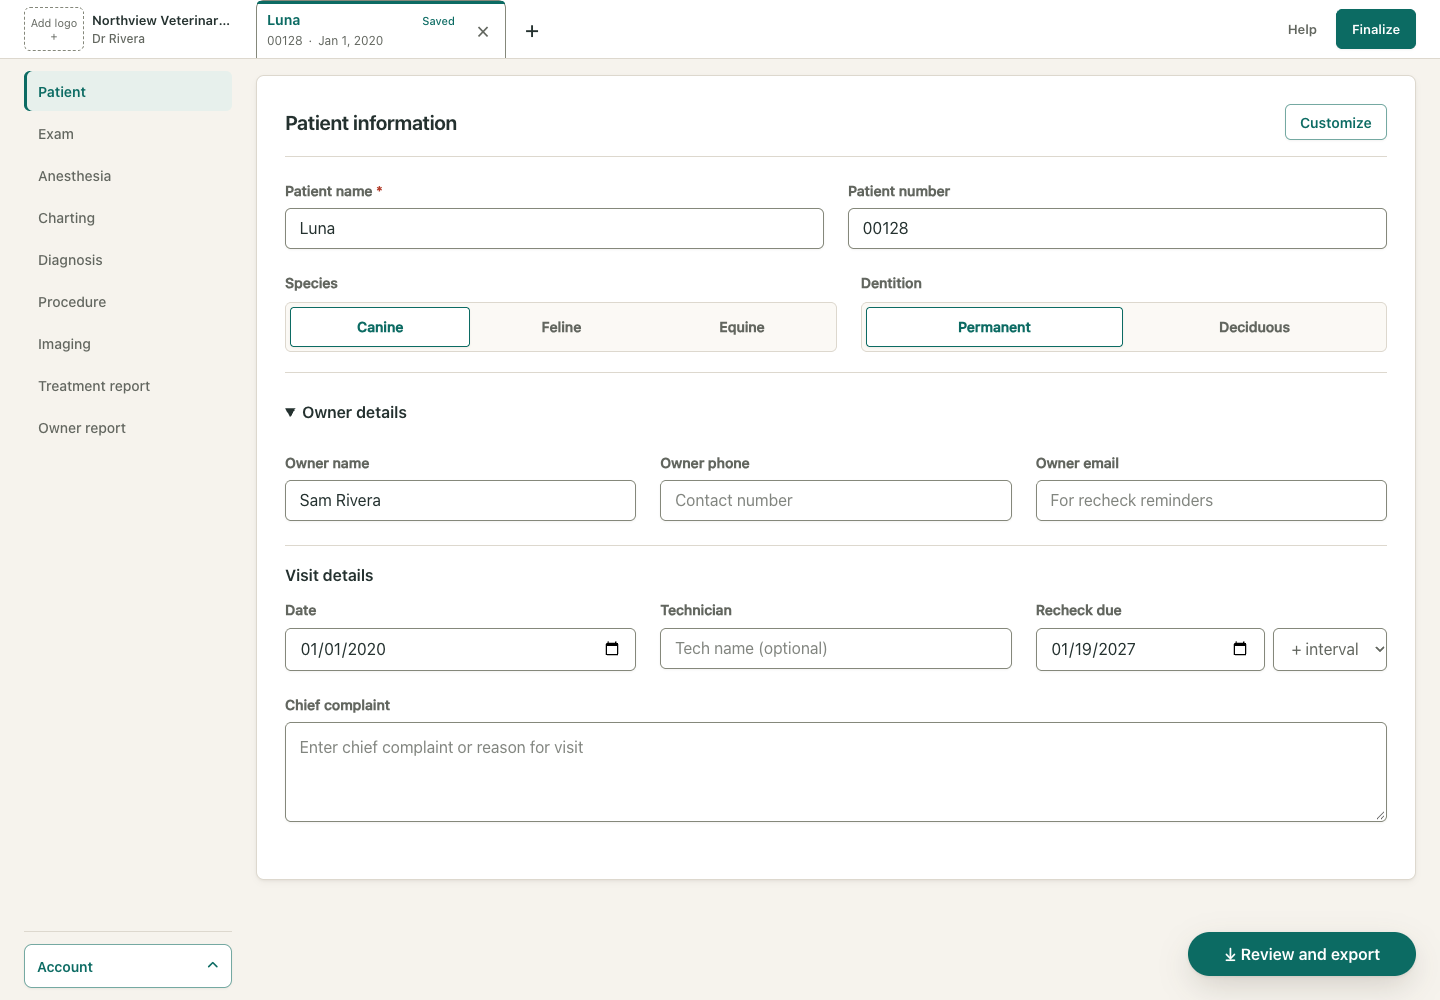 Add logo
+
Northview Veterinar...
Dr Rivera
Luna
Saved
00128 · Jan 1, 2020
Help
Finalize
Patient
Exam
Anesthesia
Charting
Diagnosis
Procedure
Imaging
Treatment report
Owner report
Account
Patient information
Customize
Patient name *
Patient number
Luna
00128
Species
Dentition
Canine
Feline
Equine
Permanent
Deciduous
▼ Owner details
Owner name
Owner phone
Owner email
Sam Rivera
Contact number
For recheck reminders
Visit details
Date
Technician
Recheck due
01/01/2020
Tech name (optional)
01/19/2027
+ interval
Chief complaint
Enter chief complaint or reason for visit
Review and export